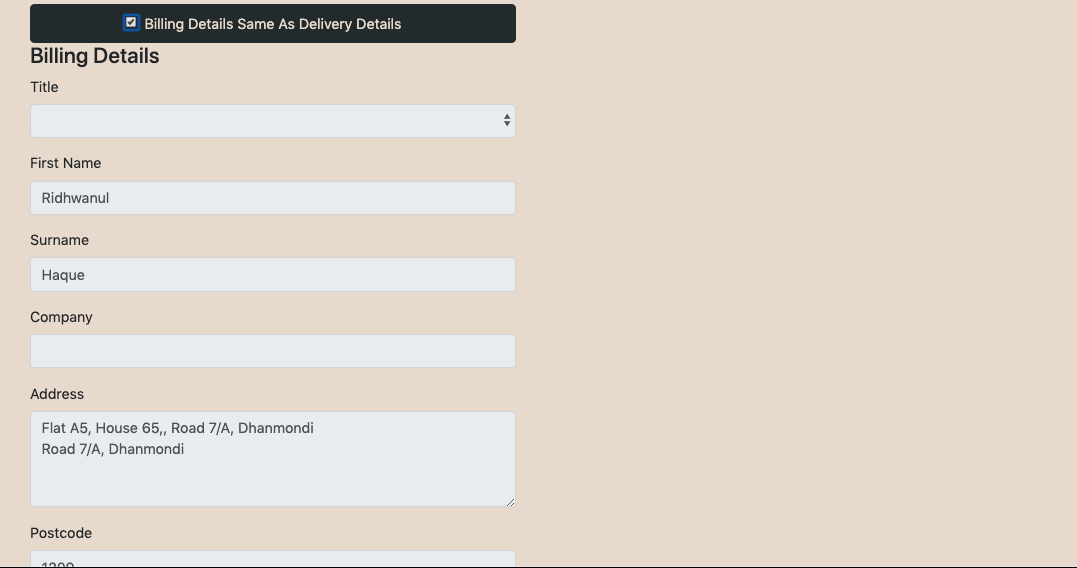 Billing Details Same As Delivery Details
Billing Details
Title
First Name
Ridhwanul
Surname
Haque
Company
Address
Flat A5, House 65,, Road 7/A, Dhanmondi
Road 7/A, Dhanmondi
Postcode